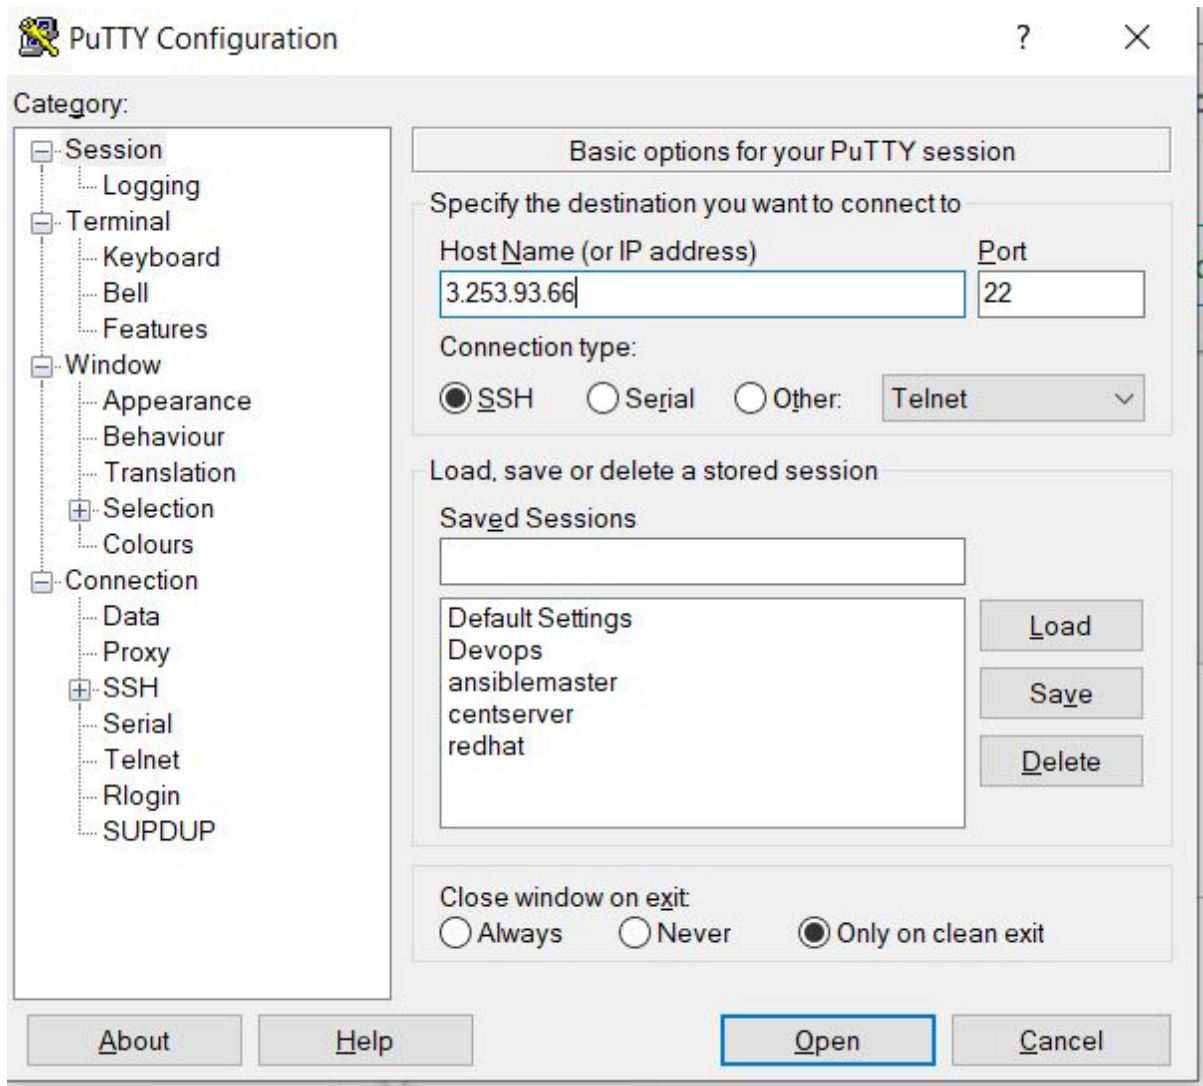 PuTTY Configuration
?
Category:
Session
Logging
Terminal
Keyboard
Bell
Features
Window
Appearance
Behaviour
Translation
Selection
Colours
Connection
Data
Proxy
SSH
Serial
Telnet
Rlogin
SUPDUP
Basic options for your PuTTY session
Specify the destination you want to connect to
Host Name (or IP address) Port
3.253.93.66 22
Connection type:
SSH Serial Other: Telnet
Load, save or delete a stored session
Saved Sessions
Default Settings
Devops
ansiblemaster
centserver
redhat
Load
Save
Delete
Close window on exit:
Always Never Only on clean exit
About Help Open Cancel